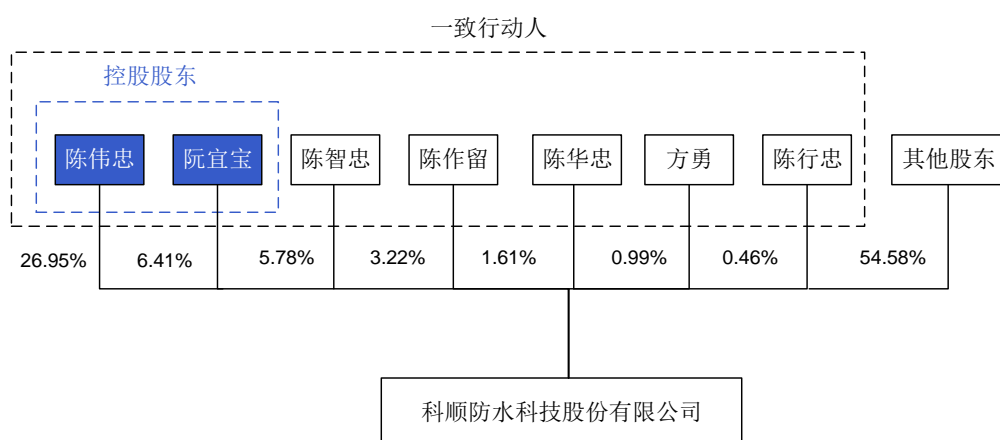 一致行动人
控股股东
陈伟忠
阮宜宝
陈智忠
陈作留
陈华忠
方勇
陈行忠
其他股东
26.95%
6.41%
5.78%
3.22%
1.61%
0.99%
0.46%
54.58%
科顺防水科技股份有限公司